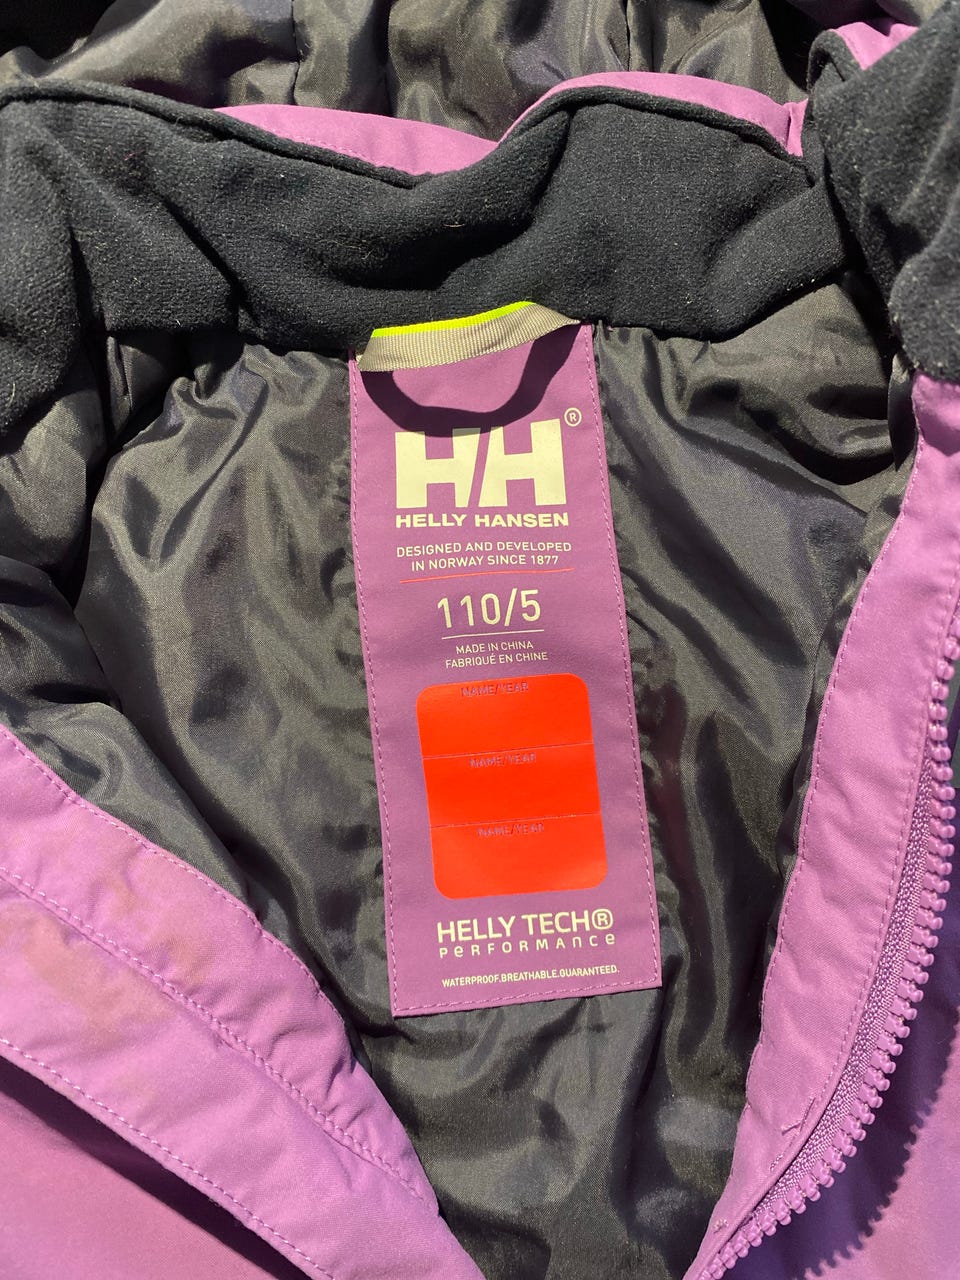 HH®
HELLY HANSEN
DESIGNED AND DEVELOPED
IN NORWAY SINCE 1877
110/5
MADE IN CHINA
FABRIQUÉ EN CHINE
NAME/YEAR
NAME/YEAR
NAME/YEAR
HELLY TECH®
PERFORMANCE
WATERPROOF.BREATHABLE.GUARANTEED.